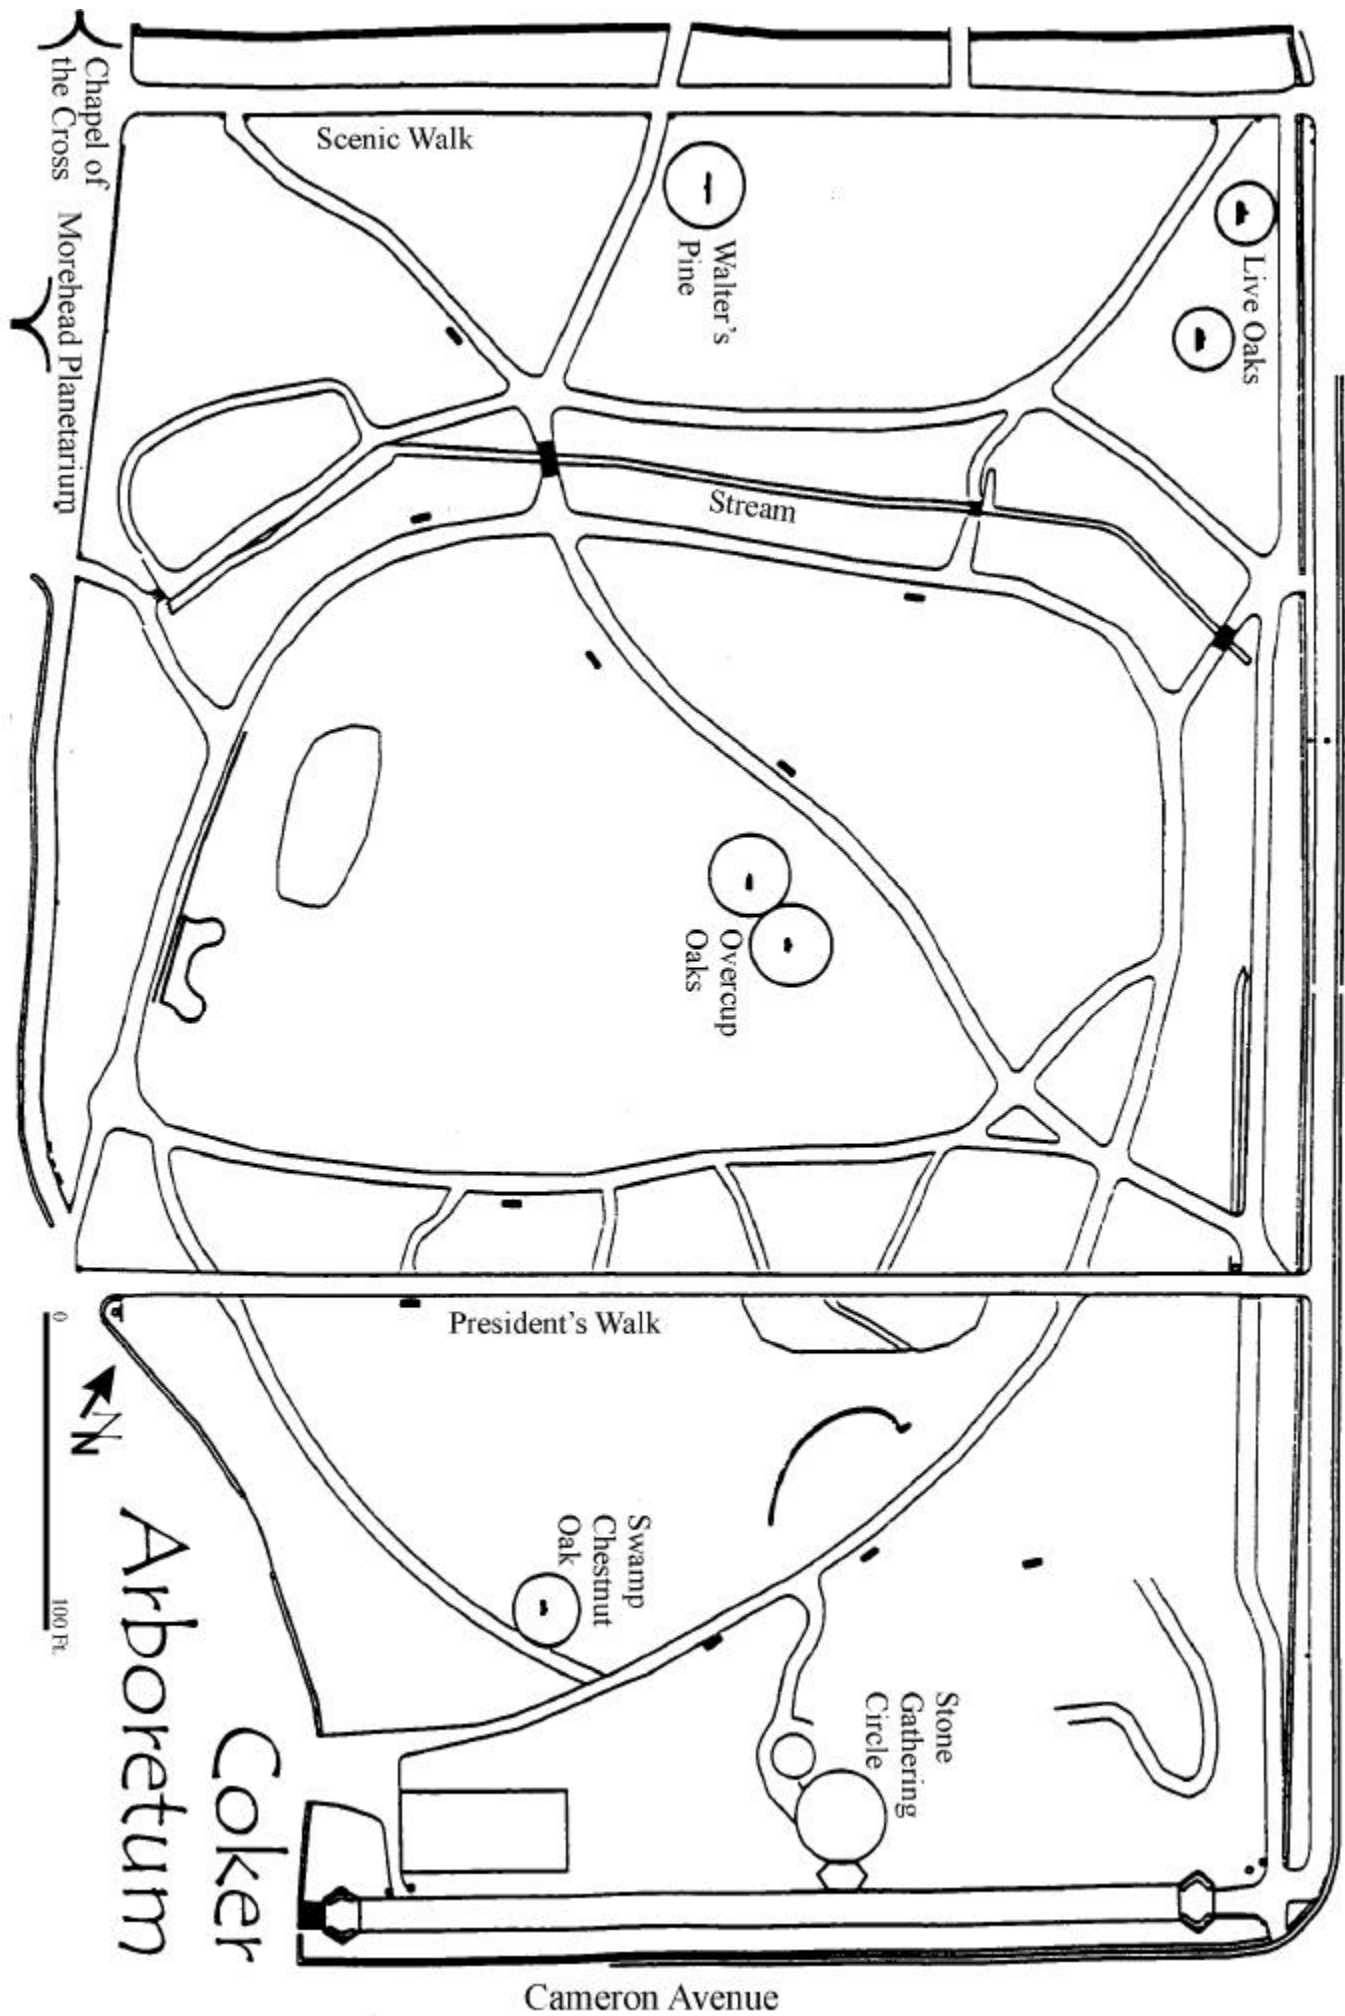 Chapel of
the Cross
Morehead Planetarium
Scenic Walk
Walter's
Pine
Live Oaks
Stream
Overcup
Oaks
President's Walk
0
100 Ft.
N
Swamp
Chestnut
Oak
Stone
Gathering
Circle
Coker
Arboretum
Cameron Avenue